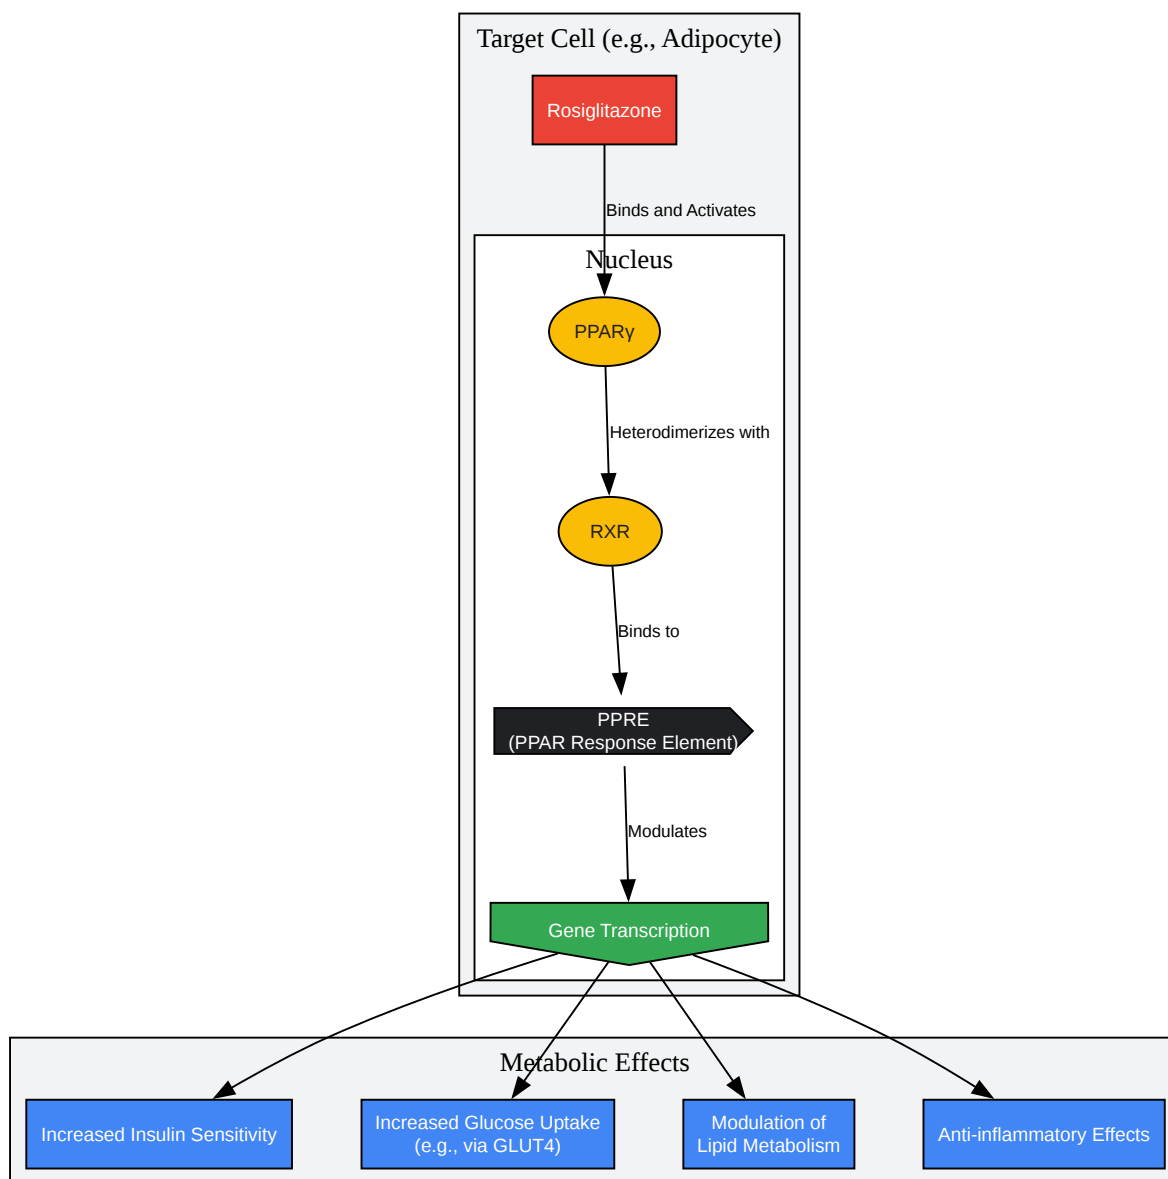 Target Cell (e.g., Adipocyte)
Rosiglitazone
Binds and Activates
Nucleus
PPARγ
Heterodimerizes with
RXR
Binds to
PPRE
(PPAR Response Element)
Modulates
Gene Transcription
Metabolic Effects
Increased Insulin Sensitivity
Increased Glucose Uptake
(e.g., via GLUT4)
Modulation of
Lipid Metabolism
Anti-inflammatory Effects